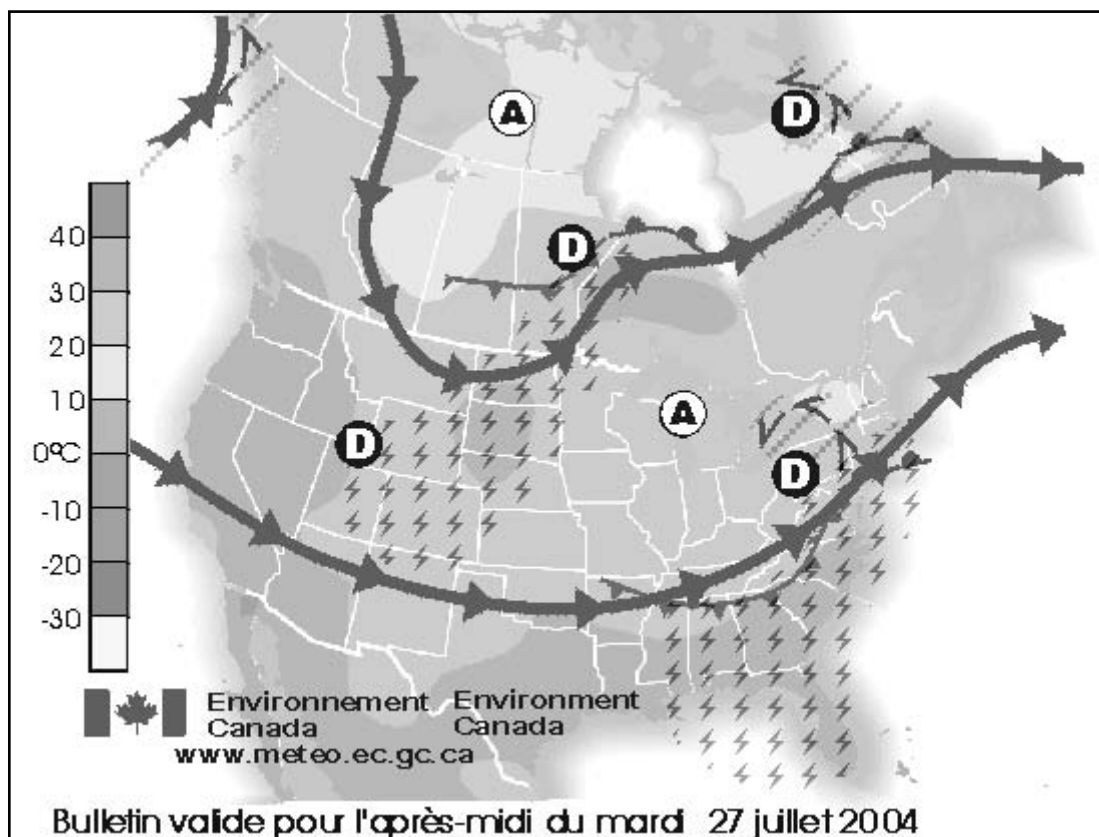 A
D
D
40
30
20
10
0ºC
-10
-20
-30
A
D
D
Environnement Environment
Canada Canada
www.meteo.ec.gc.ca
Bulletin valide pour l'après-midi du mardi 27 juillet 2004